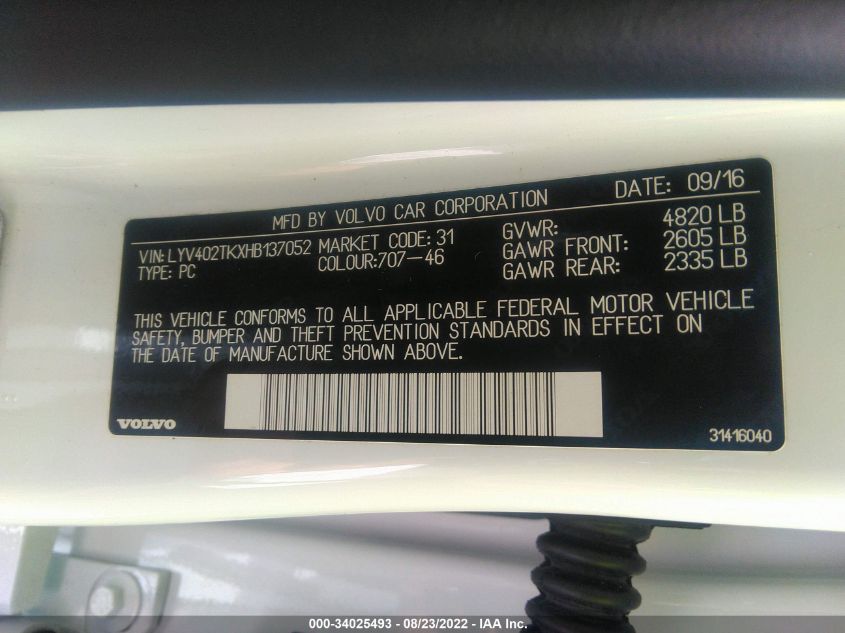 MFD BY VOLVO CAR CORPORATION DATE: 09/16
VIN: LYV402TKXHB137052 MARKET CODE: 31 GVWR: 4820 LB
TYPE: PC COLOUR:707-46 GAWR FRONT: 2605 LB
GAWR REAR: 2335 LB
THIS VEHICLE CONFORMS TO ALL APPLICABLE FEDERAL MOTOR VEHICLE
SAFETY, BUMPER AND THEFT PREVENTION STANDARDS IN EFFECT ON
THE DATE OF MANUFACTURE SHOWN ABOVE.
VOLVO 31416040
000-34025493 - 08/23/2022 - IAA Inc.